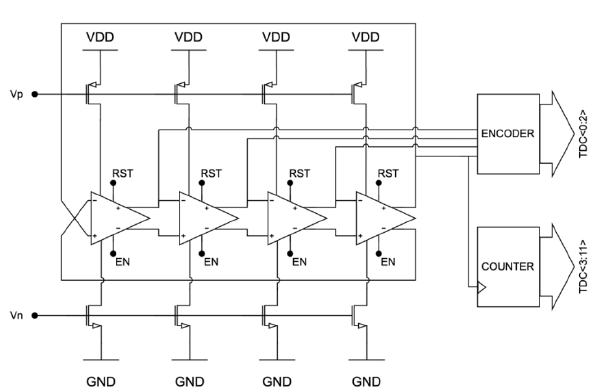 VDD VDD VDD VDD
Vp
ENCODER
TDC<0:2>
RST RST RST RST
− + − + − + − +
+ − + − + − + −
EN EN EN EN
COUNTER
TDC<3:11>
Vn
GND GND GND GND